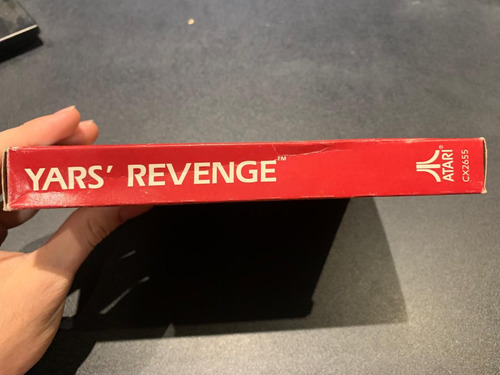 YARS' REVENGE™
ATARI®
CX2655